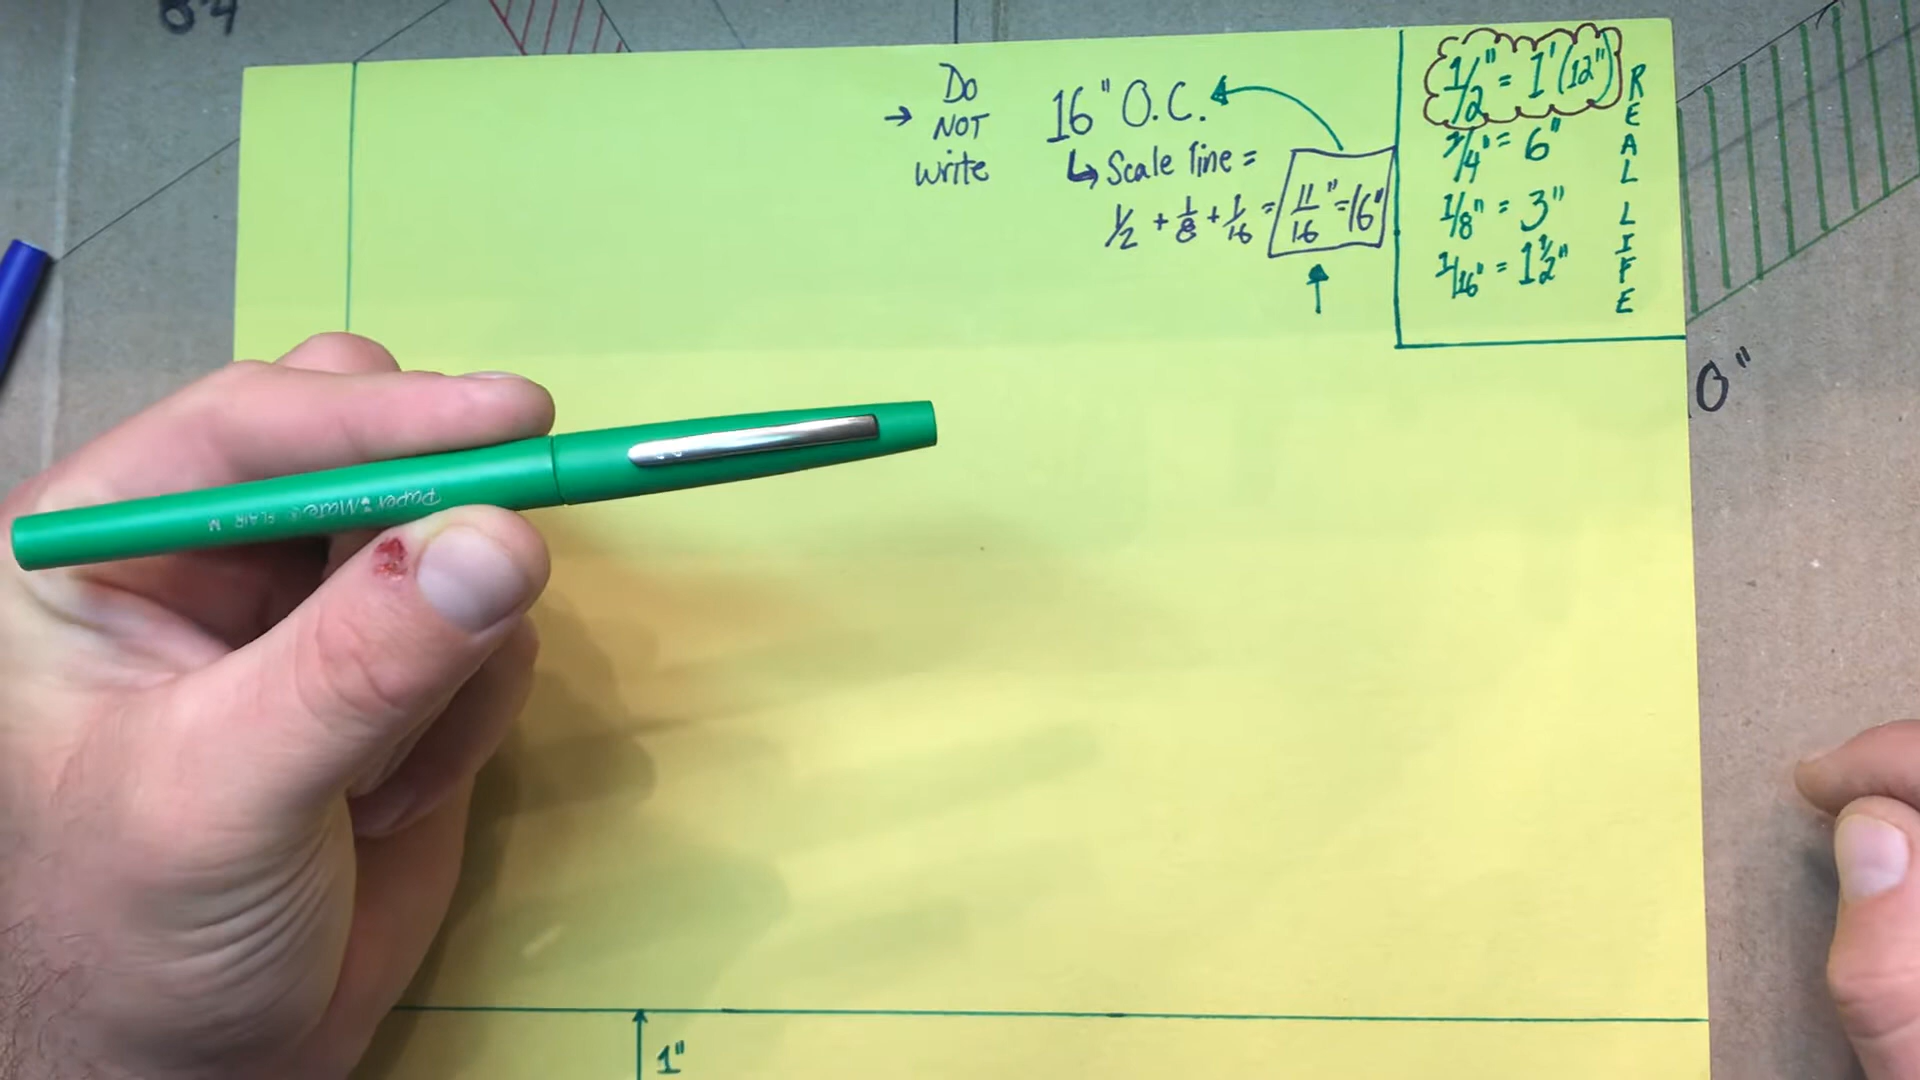 Do
→ NOT
write
16" O.C.
↳ Scale line =
1/2 + 1/8 + 1/16 = 11/16" = 16"
1/2" = 1' (12")
1/4" = 6"
1/8" = 3"
1/16" = 1 1/2"
REAL LIFE
0"
Paper Mate FLAIR M
1"